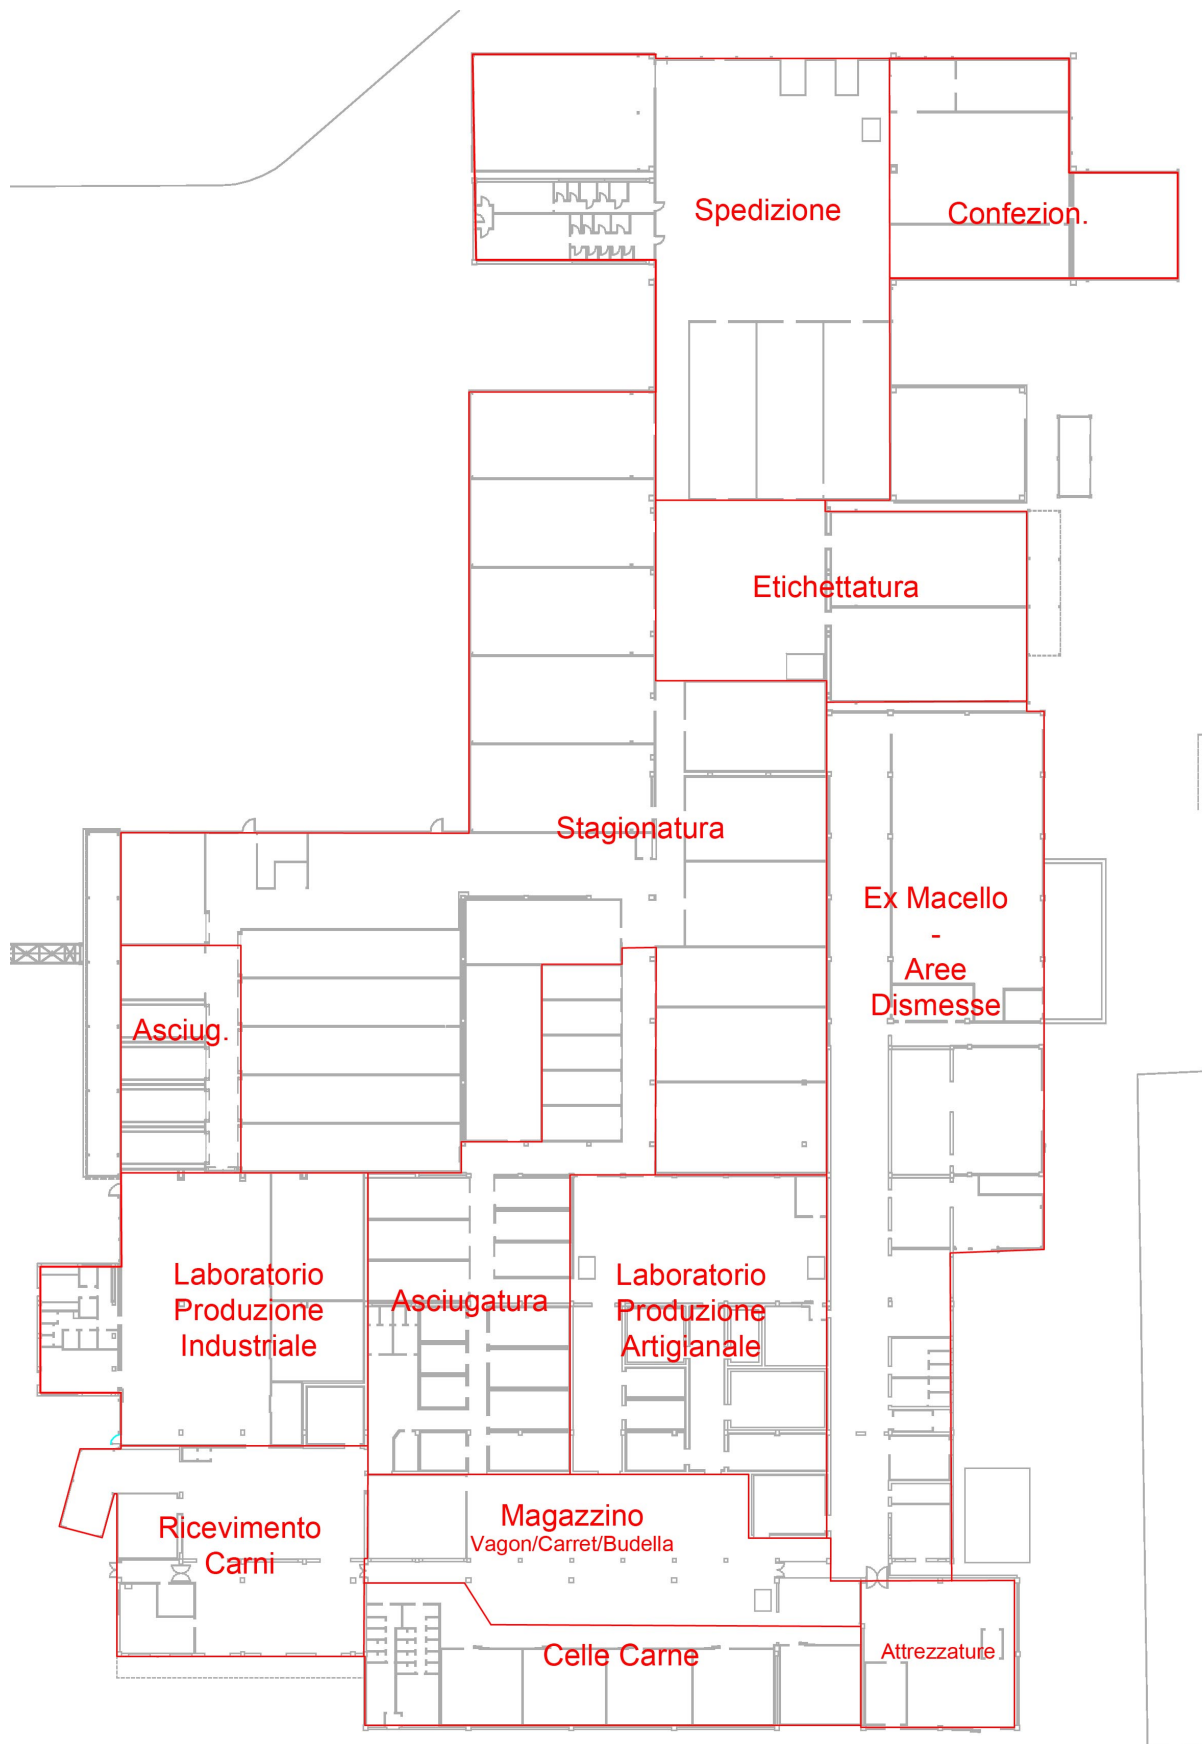 Spedizione
Confezion.
Etichettatura
Stagionatura
Ex Macello
-
Aree
Dismesse
Asciug.
Laboratorio
Produzione
Industriale
Asciugatura
Laboratorio
Produzione
Artigianale
Ricevimento
Carni
Magazzino
Vagon/Carret/Budella
Celle Carne
Attrezzature